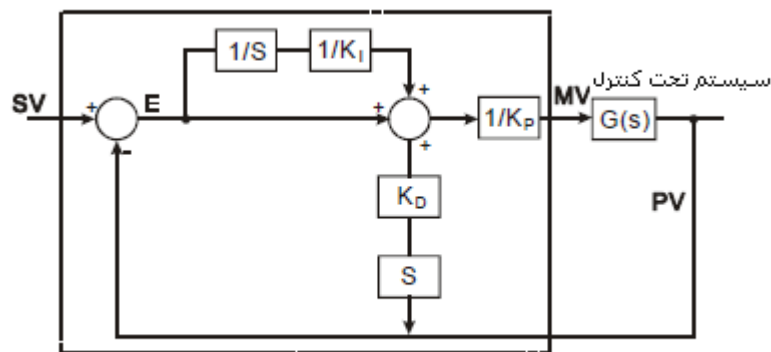 1/S
1/K_I
SV
E
1/K_P
MV
سیستم تحت کنترل
G(s)
PV
K_D
S